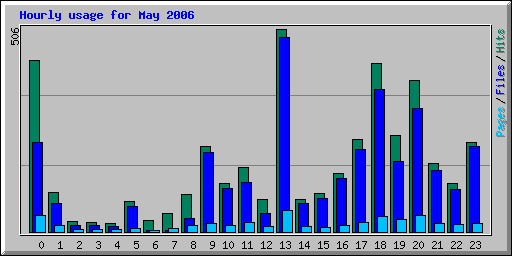 Hourly usage for May 2006
506
Pages/Files/Hits
0 1 2 3 4 5 6 7 8 9 10 11 12 13 14 15 16 17 18 19 20 21 22 23